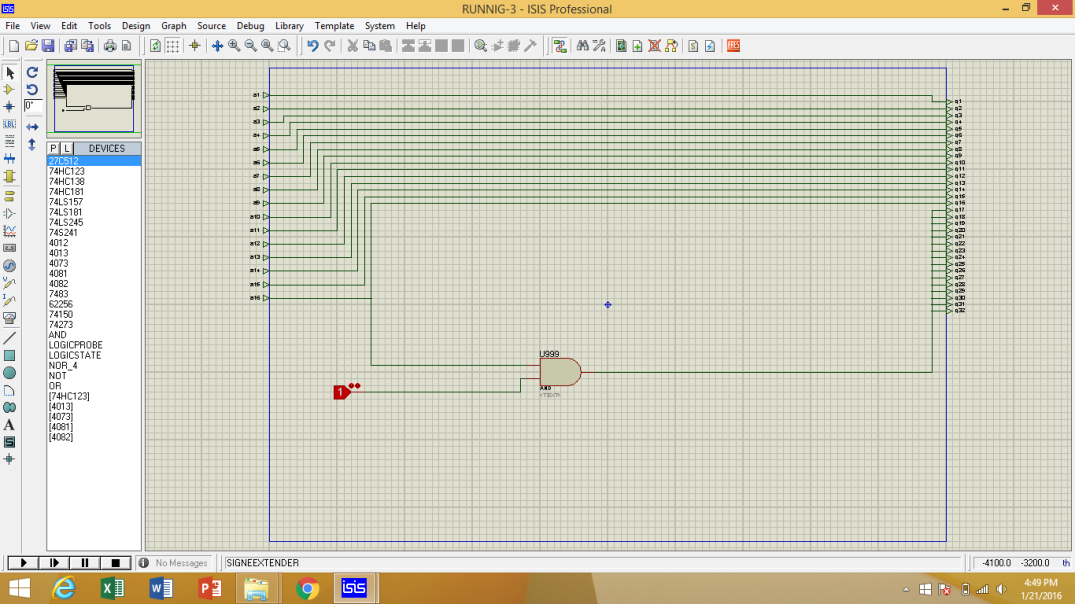 isis
RUNNIG-3 - ISIS Professional
File View Edit Tools Design Graph Source Debug Library Template System Help
ARES
0°
LBL
P L DEVICES
27C512
74HC123
74HC138
74HC181
74LS157
74LS181
74LS245
74S241
4012
4013
4073
4081
4082
7483
62256
74150
74273
AND
LOGICPROBE
LOGICSTATE
NOR_4
NOT
OR
[74HC123]
[4013]
[4073]
[4081]
[4082]
A
S
a1
a2
a3
a4
a5
a6
a7
a8
a9
a10
a11
a12
a13
a14
a15
a16
q1
q2
q3
q4
q5
q6
q7
q8
q9
q10
q11
q12
q13
q14
q15
q16
q17
q18
q19
q20
q21
q22
q23
q24
q25
q26
q27
q28
q29
q30
q31
q32
U999
AND
<TEXT>
1
No Messages
SIGNEEXTENDER
-4100.0 -3200.0 th
isis
4:49 PM
1/21/2016